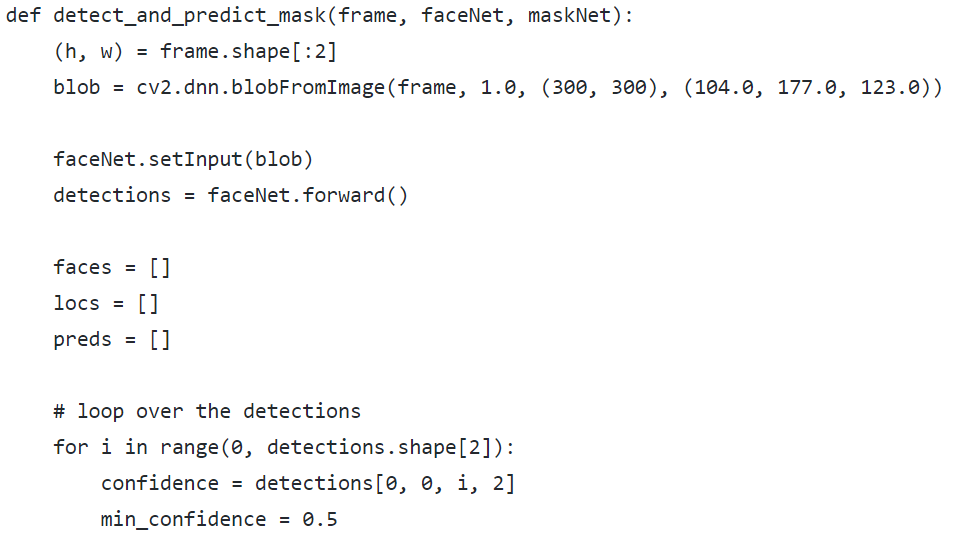 def detect_and_predict_mask(frame, faceNet, maskNet):
    (h, w) = frame.shape[:2]
    blob = cv2.dnn.blobFromImage(frame, 1.0, (300, 300), (104.0, 177.0, 123.0))
    faceNet.setInput(blob)
    detections = faceNet.forward()
    faces = []
    locs = []
    preds = []
    # loop over the detections
    for i in range(0, detections.shape[2]):
        confidence = detections[0, 0, i, 2]
        min_confidence = 0.5